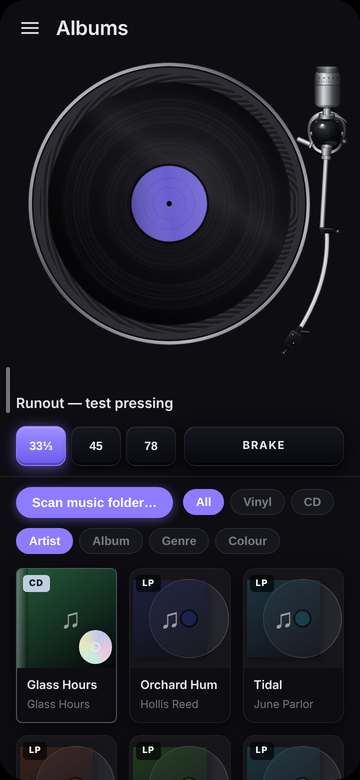 Albums
Runout — test pressing
33⅓ 45 78 BRAKE
Scan music folder… All Vinyl CD
Artist Album Genre Colour
CD LP LP
Glass Hours Orchard Hum Tidal
Glass Hours Hollis Reed June Parlor
LP LP LP